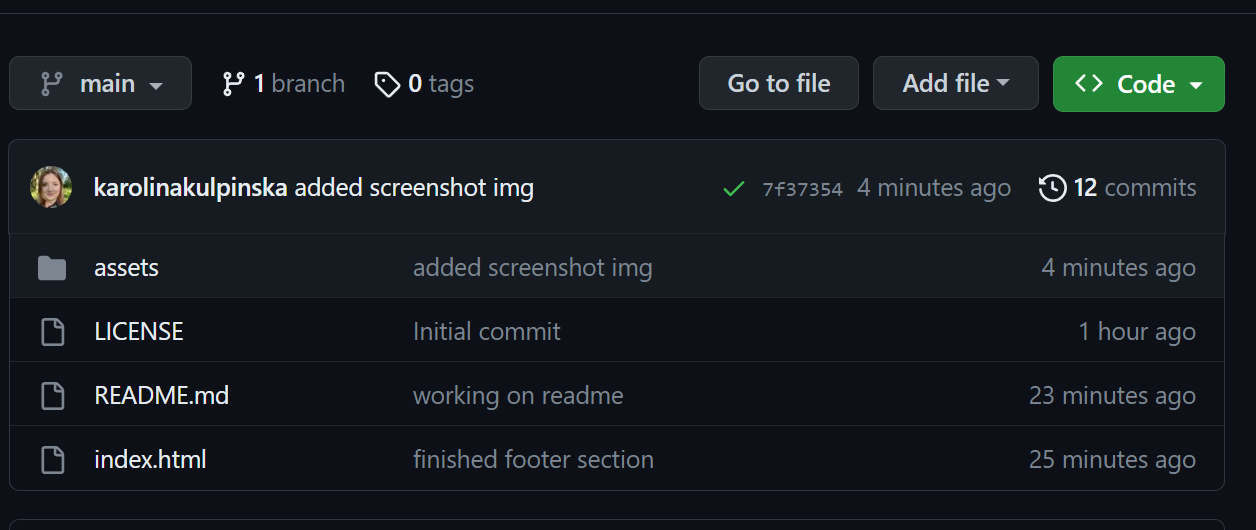 main 1 branch 0 tags Go to file Add file <> Code
karolinakulpinska added screenshot img 7f37354 4 minutes ago 12 commits
assets added screenshot img 4 minutes ago
LICENSE Initial commit 1 hour ago
README.md working on readme 23 minutes ago
index.html finished footer section 25 minutes ago